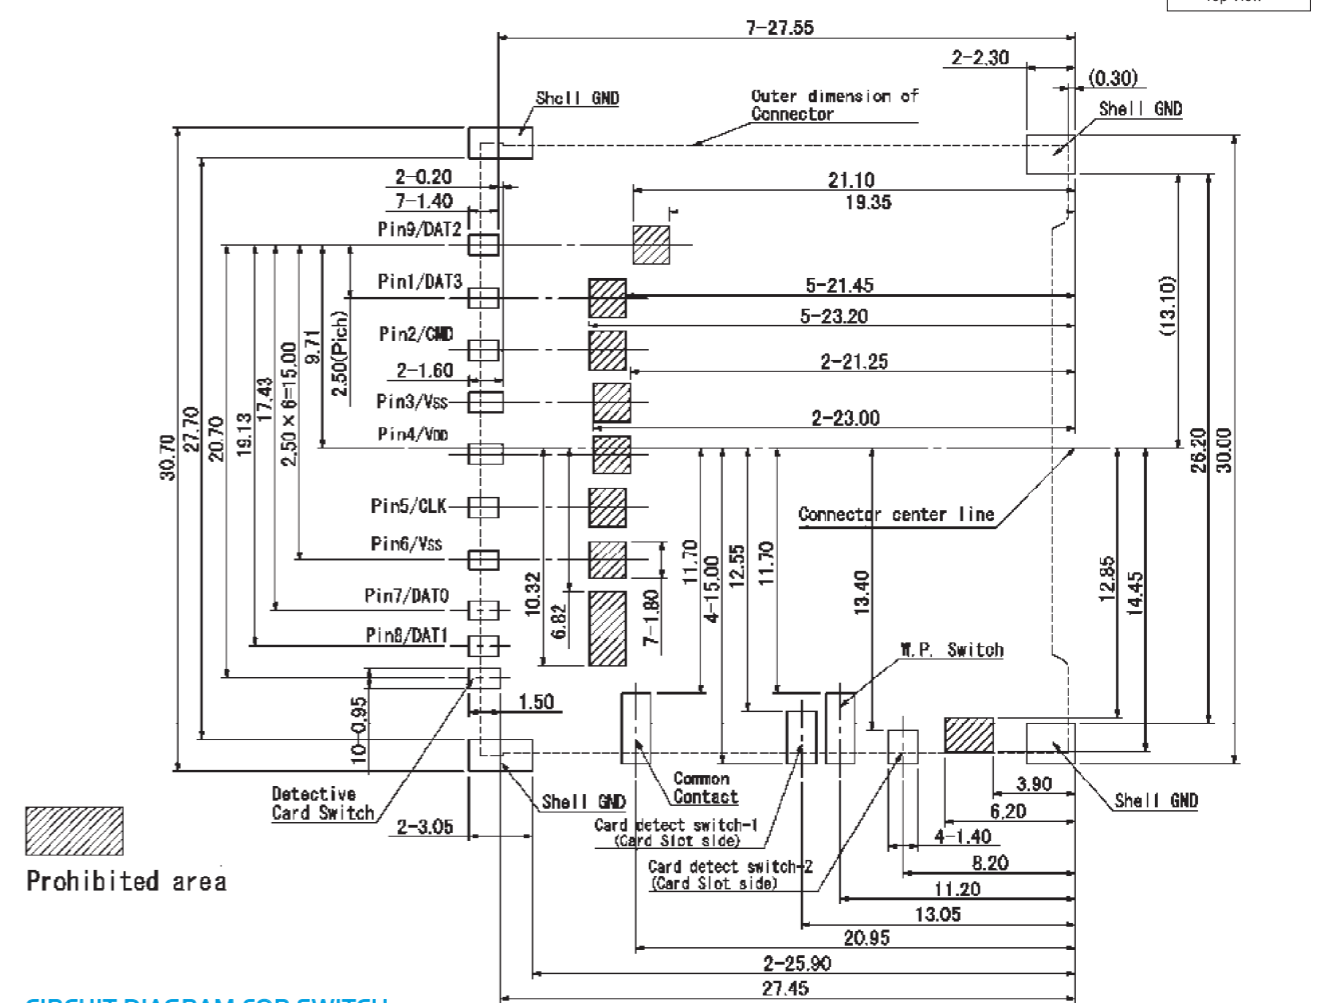 7-27.55
2-2.30
(0.30)
Shell GND
Outer dimension of
Connector
Shell GND
2-0.20
7-1.40
21.10
19.35
Pin9/DAT2
Pin1/DAT3
5-21.45
5-23.20
Pin2/CMD
2-1.60
2-21.25
Pin3/Vss
2-23.00
Pin4/VDD
30.70
27.70
20.70
19.13
17.43
2.50×6=15.00
9.71
2.50(Pich)
(13.10)
26.20
30.00
Pin5/CLK
Connector center line
Pin6/Vss
10.32
6.82
7-1.80
11.70
4-15.00
12.55
11.70
13.40
12.85
14.45
Pin7/DAT0
Pin8/DAT1
W.P. Switch
1.50
10-0.95
Detective
Card Switch
Shell GND
Common
Contact
3.90
Shell GND
6.20
2-3.05
Card detect switch-1
(Card Slot side)
4-1.40
Card detect switch-2
(Card Slot side)
8.20
11.20
13.05
20.95
2-25.90
27.45
Prohibited area